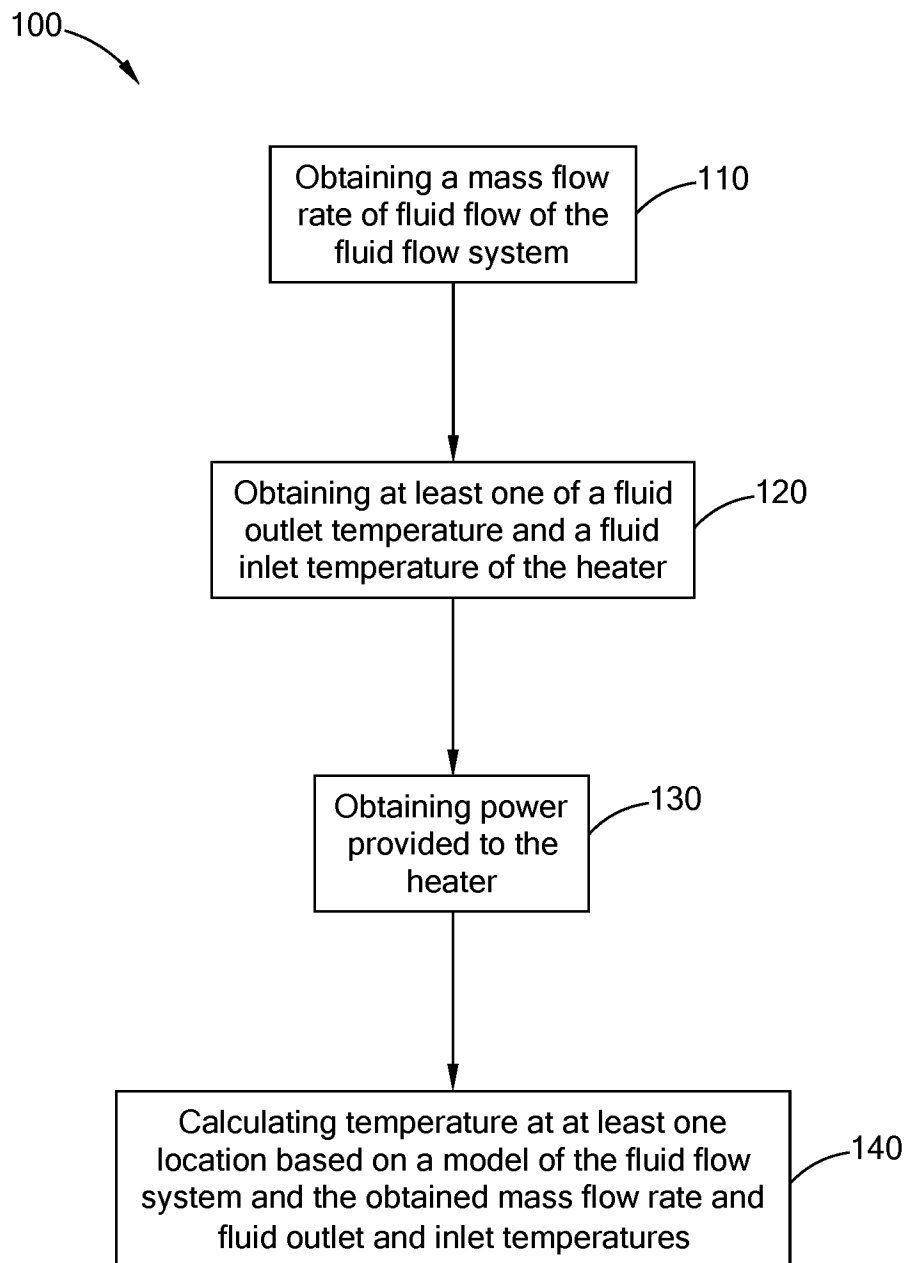 100
Obtaining a mass flow
rate of fluid flow of the
fluid flow system
110
Obtaining at least one of a fluid
outlet temperature and a fluid
inlet temperature of the heater
120
Obtaining power
provided to the
heater
130
Calculating temperature at at least one
location based on a model of the fluid flow
system and the obtained mass flow rate and
fluid outlet and inlet temperatures
140